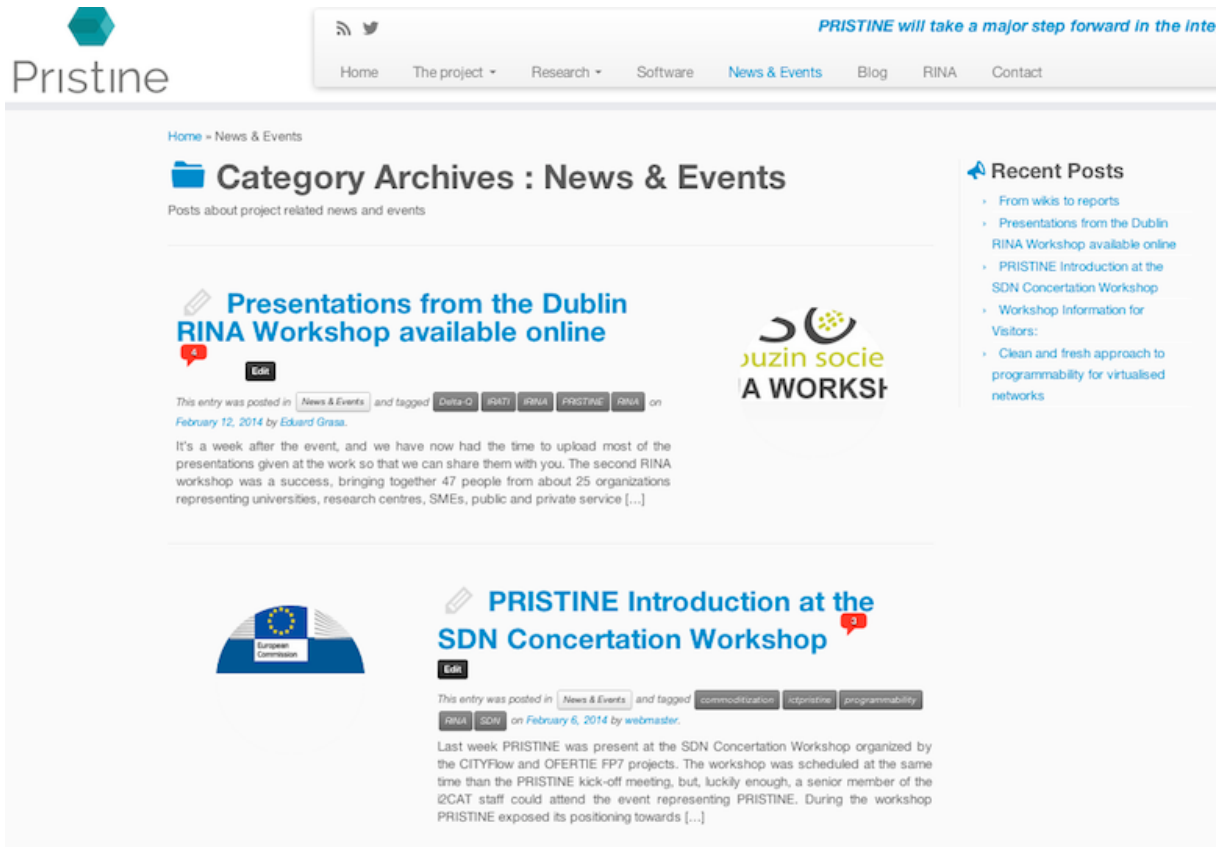 Pristine
PRISTINE will take a major step forward in the inte
Home The project Research Software News & Events Blog RINA Contact
Home » News & Events
Category Archives : News & Events
Posts about project related news and events
Presentations from the Dublin
RINA Workshop available online
4
Edit
This entry was posted in News & Events and tagged Delta-Q IRATI IRINA PRISTINE RINA on
February 12, 2014 by Eduard Grasa.
It's a week after the event, and we have now had the time to upload most of the
presentations given at the work so that we can share them with you. The second RINA
workshop was a success, bringing together 47 people from about 25 organizations
representing universities, research centres, SMEs, public and private service [...]
ouzin socie
A WORKSH
European
Commission
PRISTINE Introduction at the
SDN Concertation Workshop
3
Edit
This entry was posted in News & Events and tagged commoditization ictpristine programmability
RINA SDN on February 6, 2014 by webmaster.
Last week PRISTINE was present at the SDN Concertation Workshop organized by
the CITYFlow and OFERTIE FP7 projects. The workshop was scheduled at the same
time than the PRISTINE kick-off meeting, but, luckily enough, a senior member of the
i2CAT staff could attend the event representing PRISTINE. During the workshop
PRISTINE exposed its positioning towards [...]
Recent Posts
From wikis to reports
Presentations from the Dublin
RINA Workshop available online
PRISTINE Introduction at the
SDN Concertation Workshop
Workshop Information for
Visitors:
Clean and fresh approach to
programmability for virtualised
networks